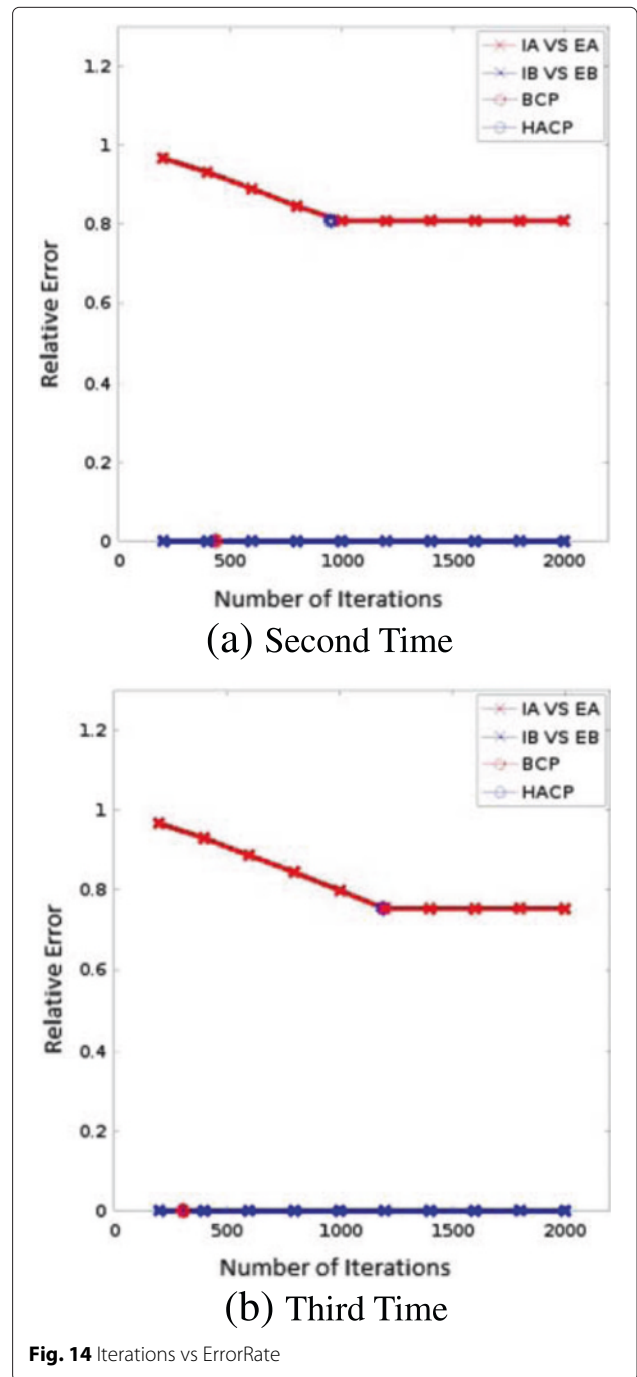 1.2
1
0.8
0.6
0.4
0.2
0
Relative Error
IA VS EA
IB VS EB
BCP
HACP
0 500 1000 1500 2000
Number of Iterations
(a) Second Time
1.2
1
0.8
0.6
0.4
0.2
0
Relative Error
IA VS EA
IB VS EB
BCP
HACP
0 500 1000 1500 2000
Number of Iterations
(b) Third Time
Fig. 14 Iterations vs ErrorRate